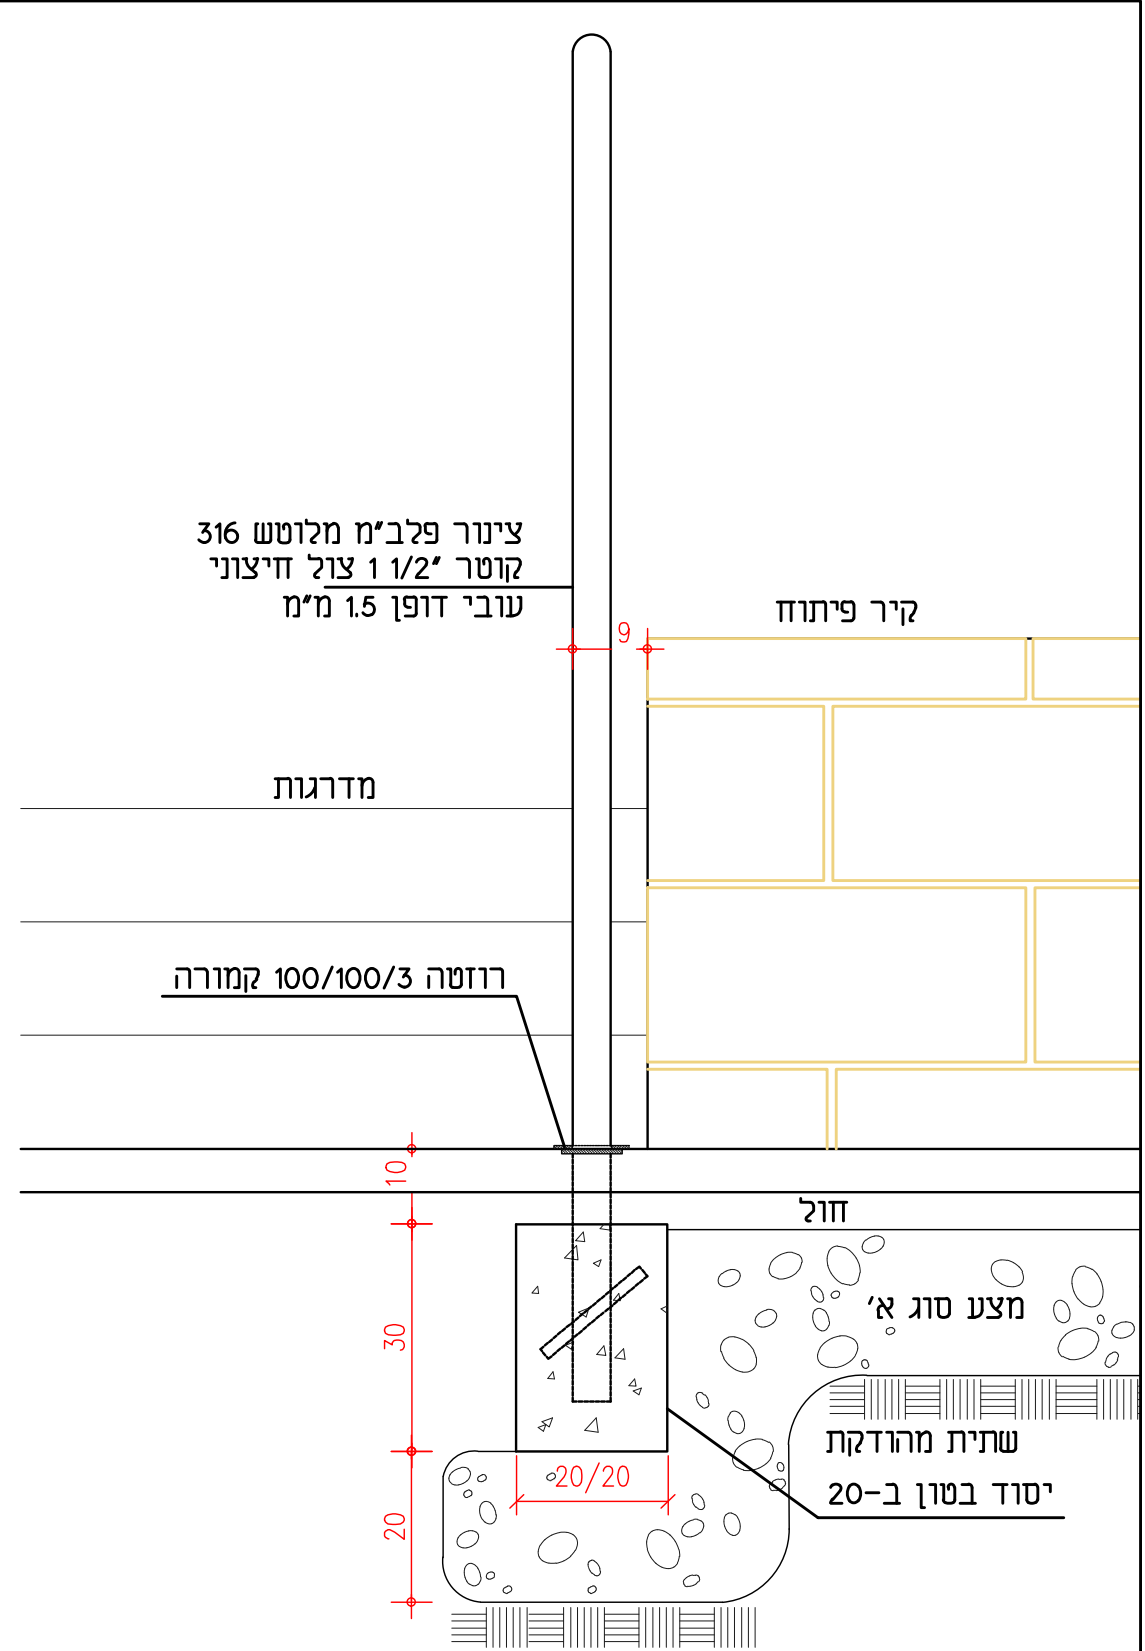 צינור פלב"מ מלוטש 316
קוטר "1 1/2 צול חיצוני
עובי דופן 1.5 מ"מ
קיר פיתוח
9
מדרגות
רוזטה 100/100/3 קמורה
10
חול
מצע סוג א'
30
שתית מהודקת
יסוד בטון ב-20
20/20
20